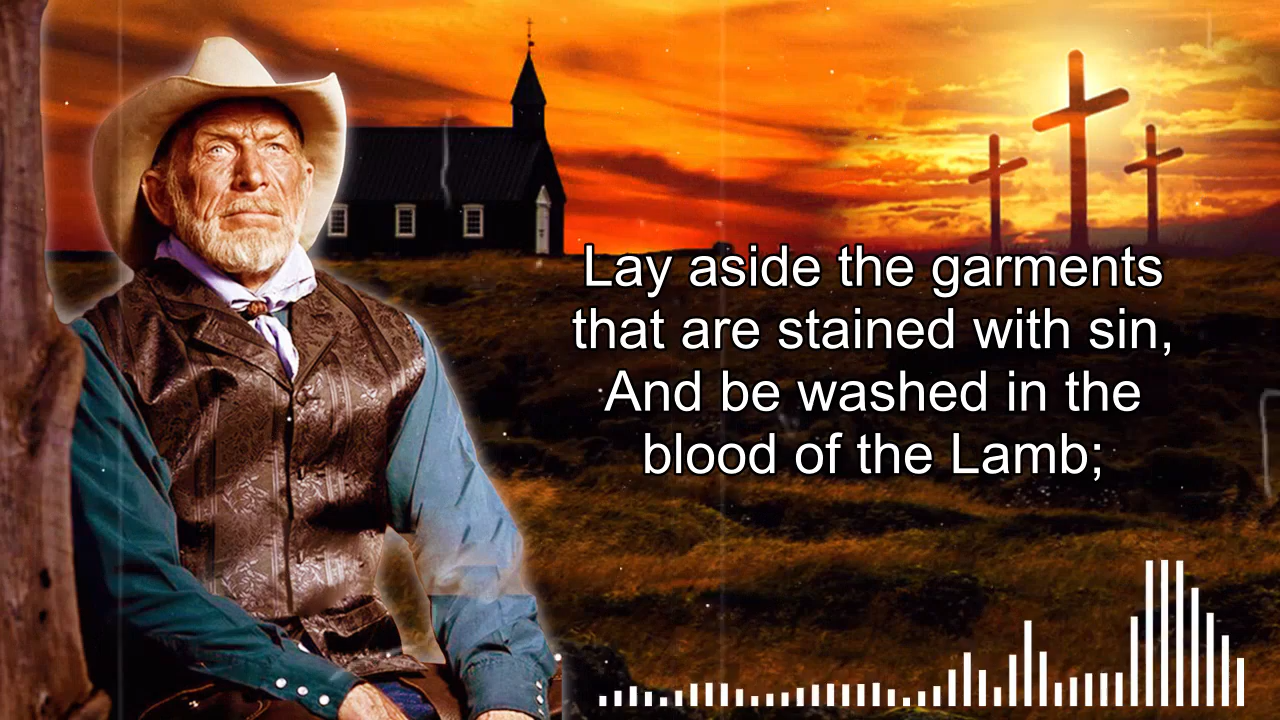 Lay aside the garments
that are stained with sin,
And be washed in the
blood of the Lamb;